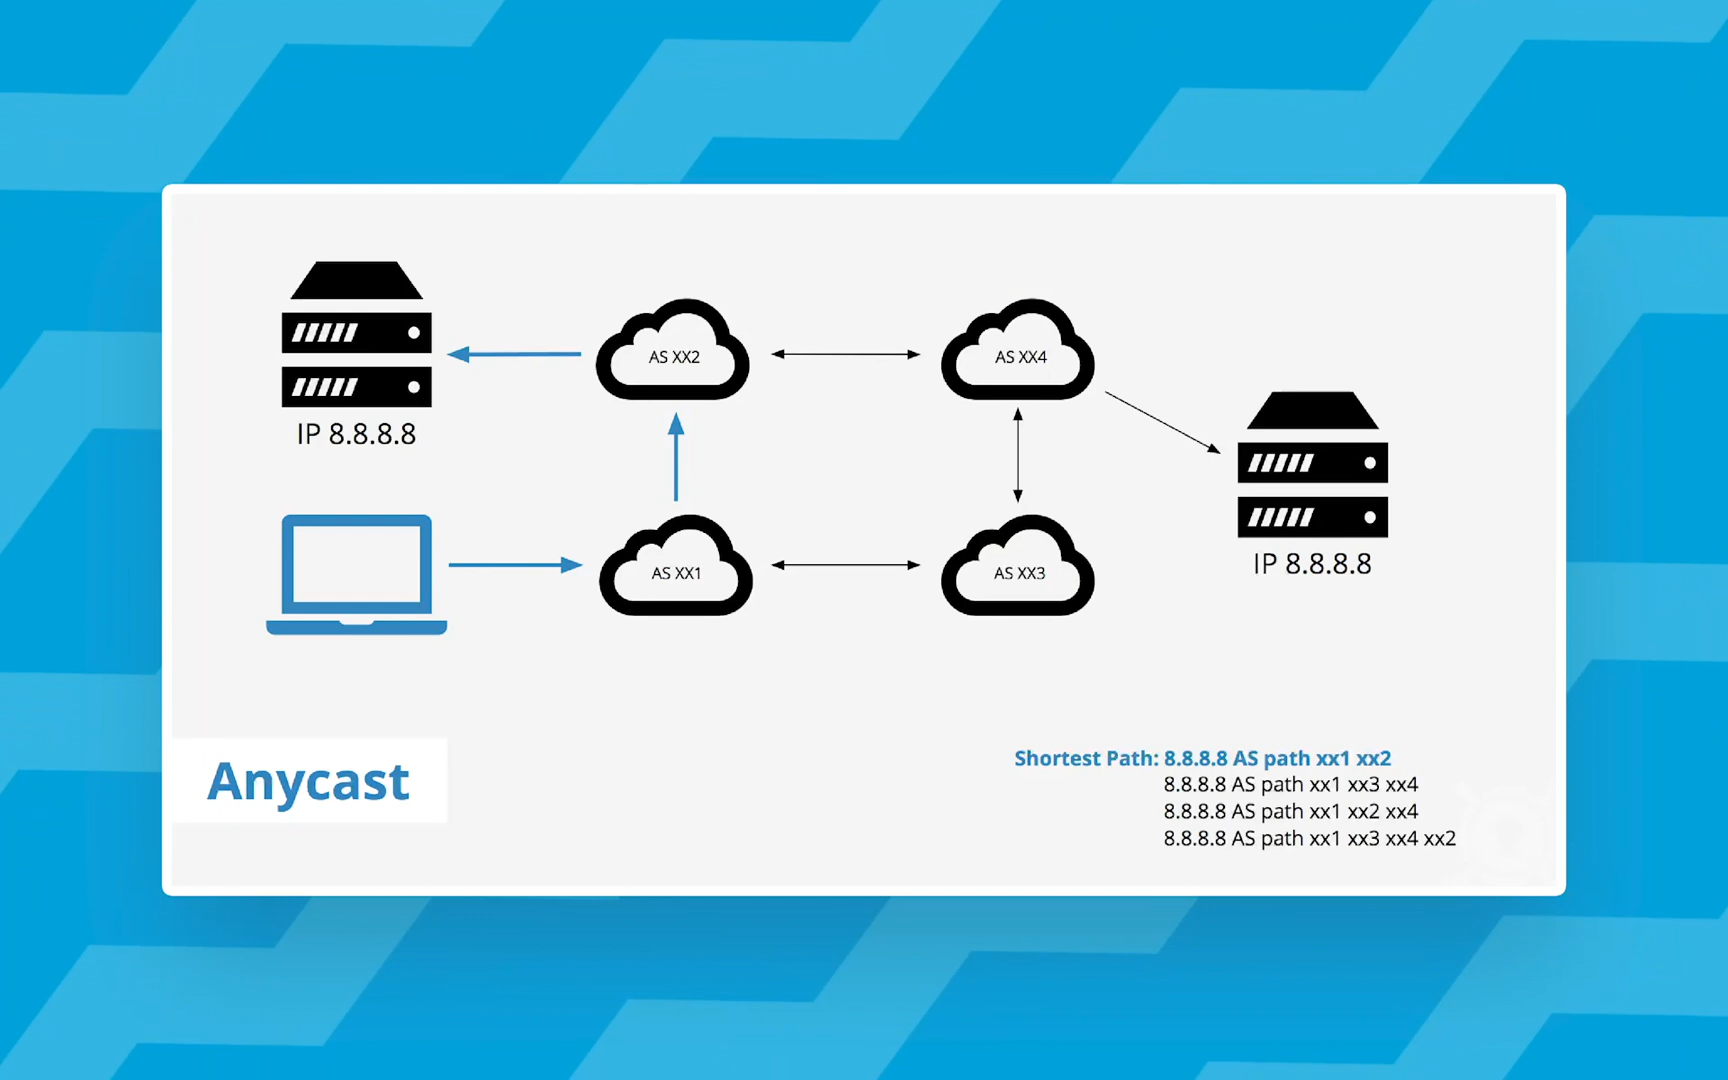 AS XX2
AS XX4
IP 8.8.8.8
IP 8.8.8.8
AS XX1
AS XX3
Anycast
Shortest Path: 8.8.8.8 AS path xx1 xx2
8.8.8.8 AS path xx1 xx3 xx4
8.8.8.8 AS path xx1 xx2 xx4
8.8.8.8 AS path xx1 xx3 xx4 xx2